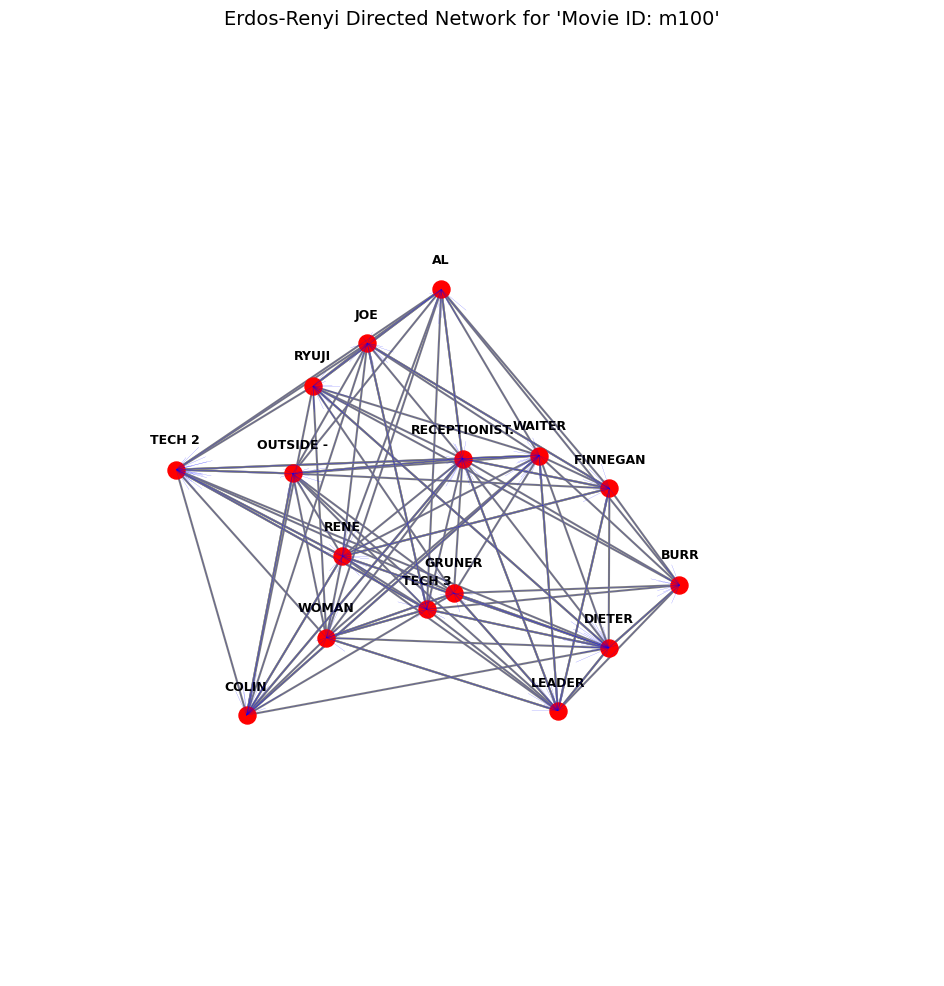 Erdos-Renyi Directed Network for 'Movie ID: m100'
AL
JOE
RYUJI
RECEPTIONIST.
WAITER
TECH 2
OUTSIDE -
FINNEGAN
RENE
BURR
GRUNER
TECH 3
WOMAN
DIETER
LEADER
COLIN